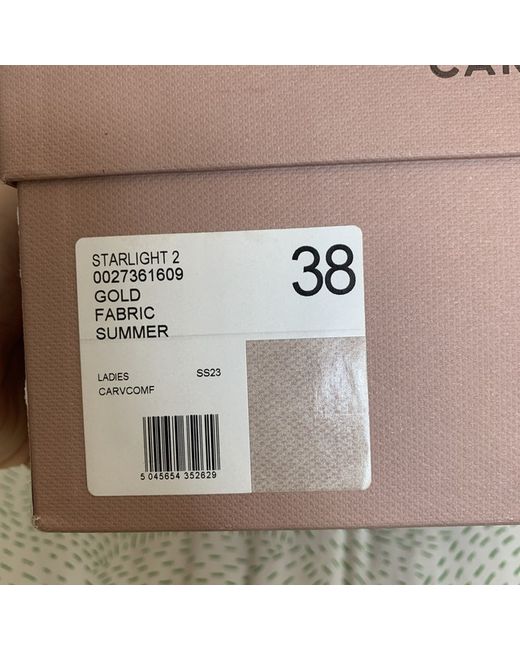 STARLIGHT 2
0027361609
GOLD
FABRIC
SUMMER
38
LADIES SS23
CARVCOMF
5 045654 352629